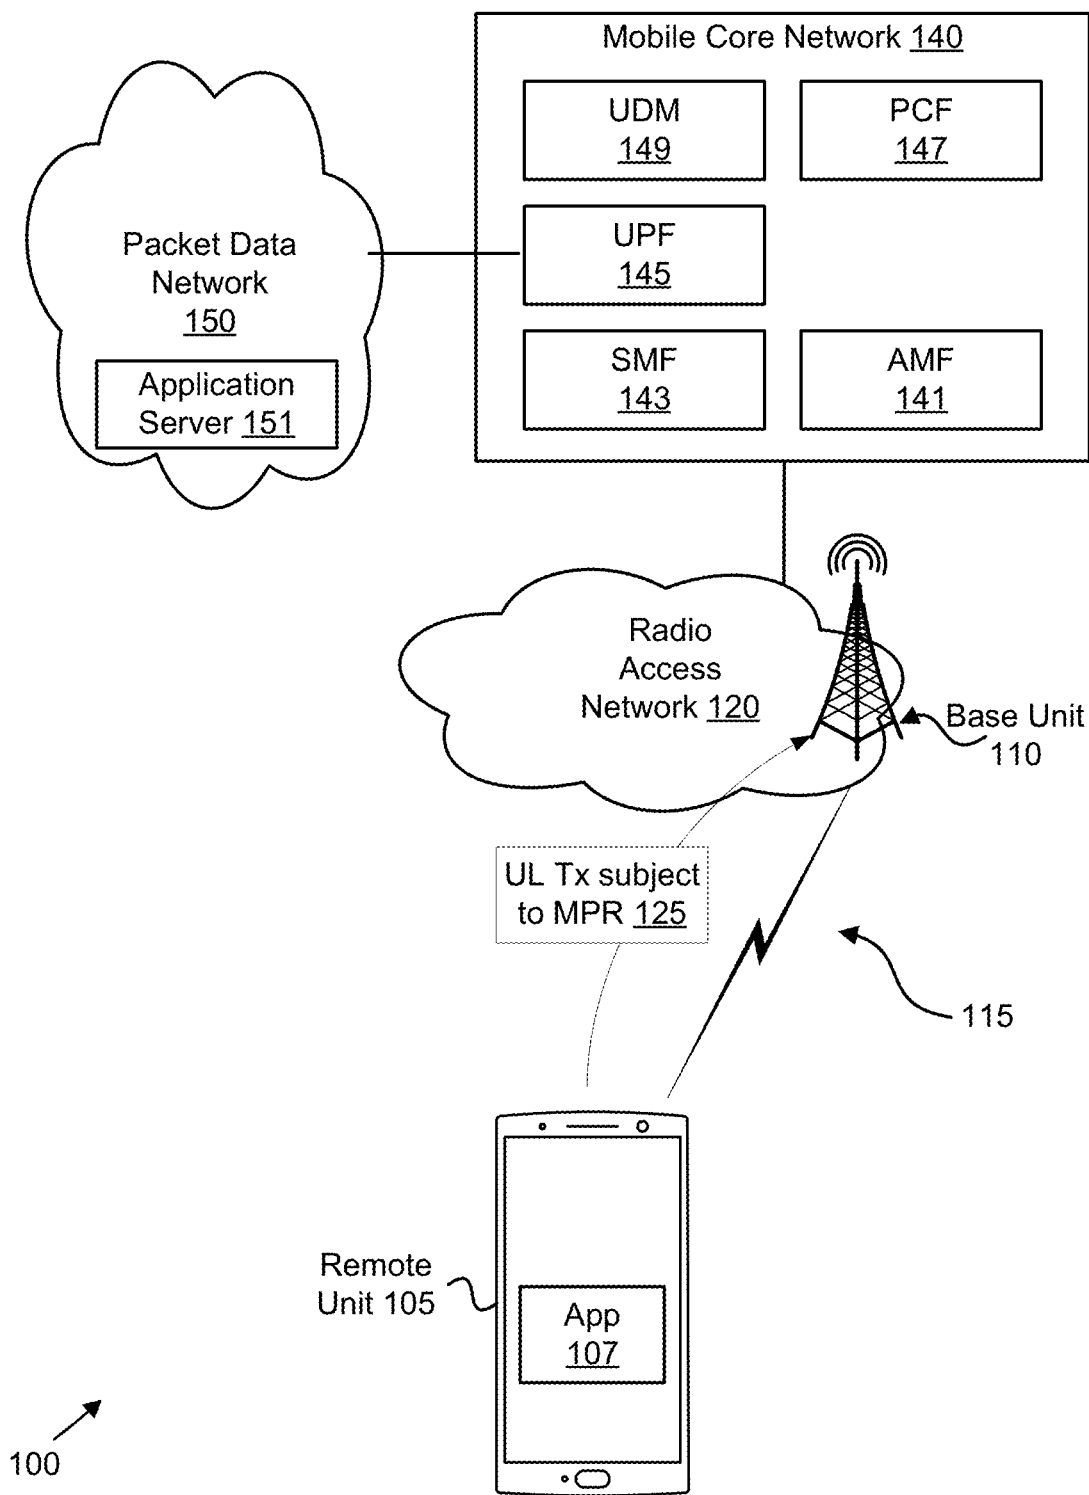 Mobile Core Network 140
UDM
149
PCF
147
UPF
145
SMF
143
AMF
141
Packet Data
Network
150
Application
Server 151
Radio
Access
Network 120
Base Unit
110
UL Tx subject
to MPR 125
115
Remote
Unit 105
App
107
100